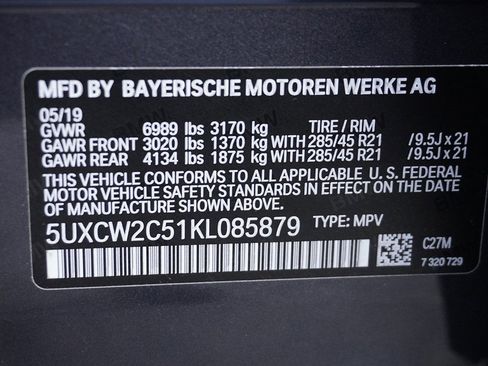 MFD BY BAYERISCHE MOTOREN WERKE AG
05/19
GVWR 6989 lbs 3170 kg TIRE / RIM
GAWR FRONT 3020 lbs 1370 kg WITH 285/45 R21 /9.5J x 21
GAWR REAR 4134 lbs 1875 kg WITH 285/45 R21 /9.5J x 21
THIS VEHICLE CONFORMS TO ALL APPLICABLE U. S. FEDERAL
MOTOR VEHICLE SAFETY STANDARDS IN EFFECT ON THE
DATE OF MANUFACTURE SHOWN ABOVE.
5UXCW2C51KL085879 TYPE: MPV
C27M
7 320 729